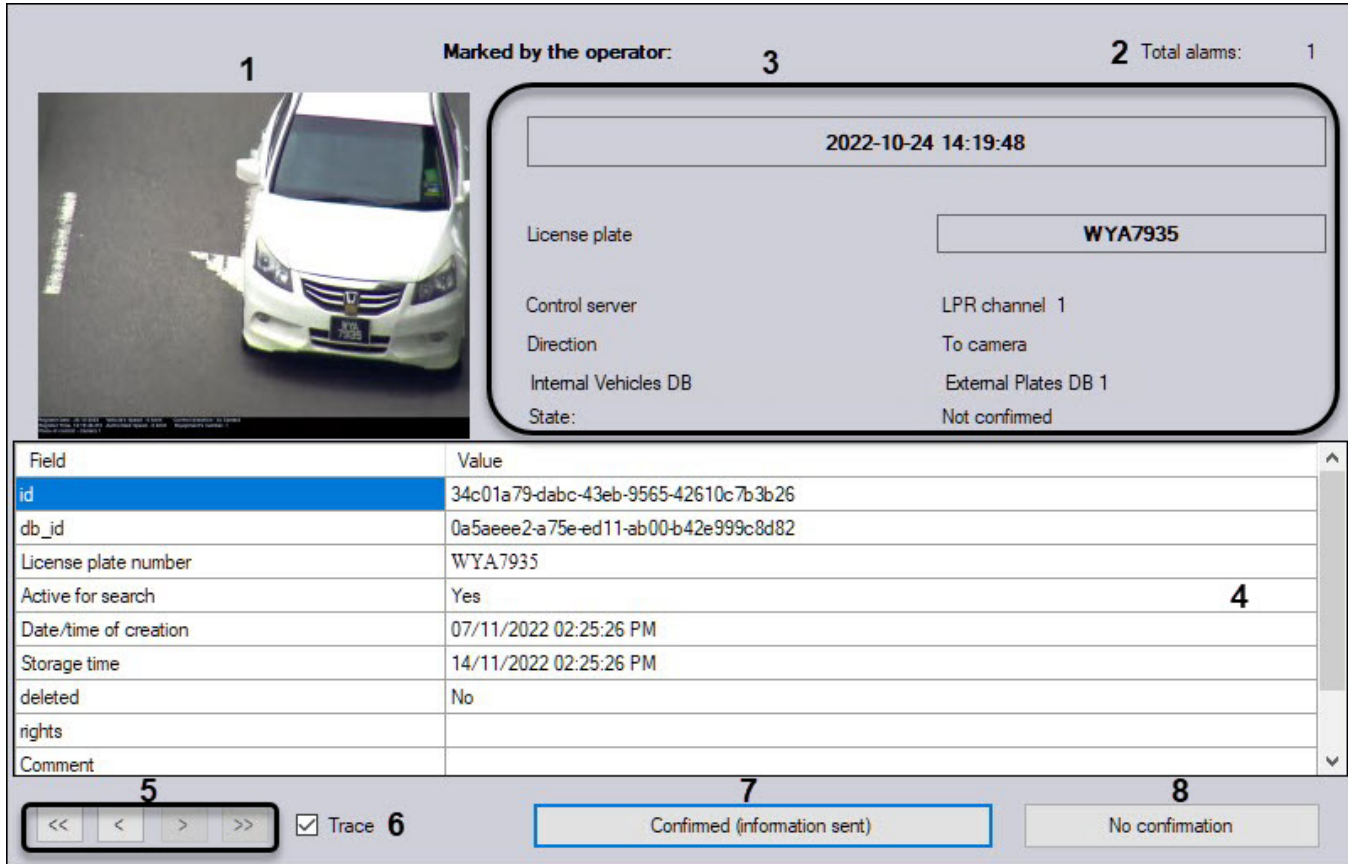 Marked by the operator:
3
2 Total alarms: 1
1
2022-10-24 14:19:48
License plate WYA7935
Control server LPR channel 1
Direction To camera
Internal Vehicles DB External Plates DB 1
State: Not confirmed
WYA
7935
Field Value
id 34c01a79-dabc-43eb-9565-42610c7b3b26
db_id 0a5aeee2-a75e-ed11-ab00-b42e999c8d82
License plate number WYA7935
Active for search Yes
4
Date/time of creation 07/11/2022 02:25:26 PM
Storage time 14/11/2022 02:25:26 PM
deleted No
rights
Comment
5
7
8
<< < > >>
Trace 6
Confirmed (information sent)
No confirmation